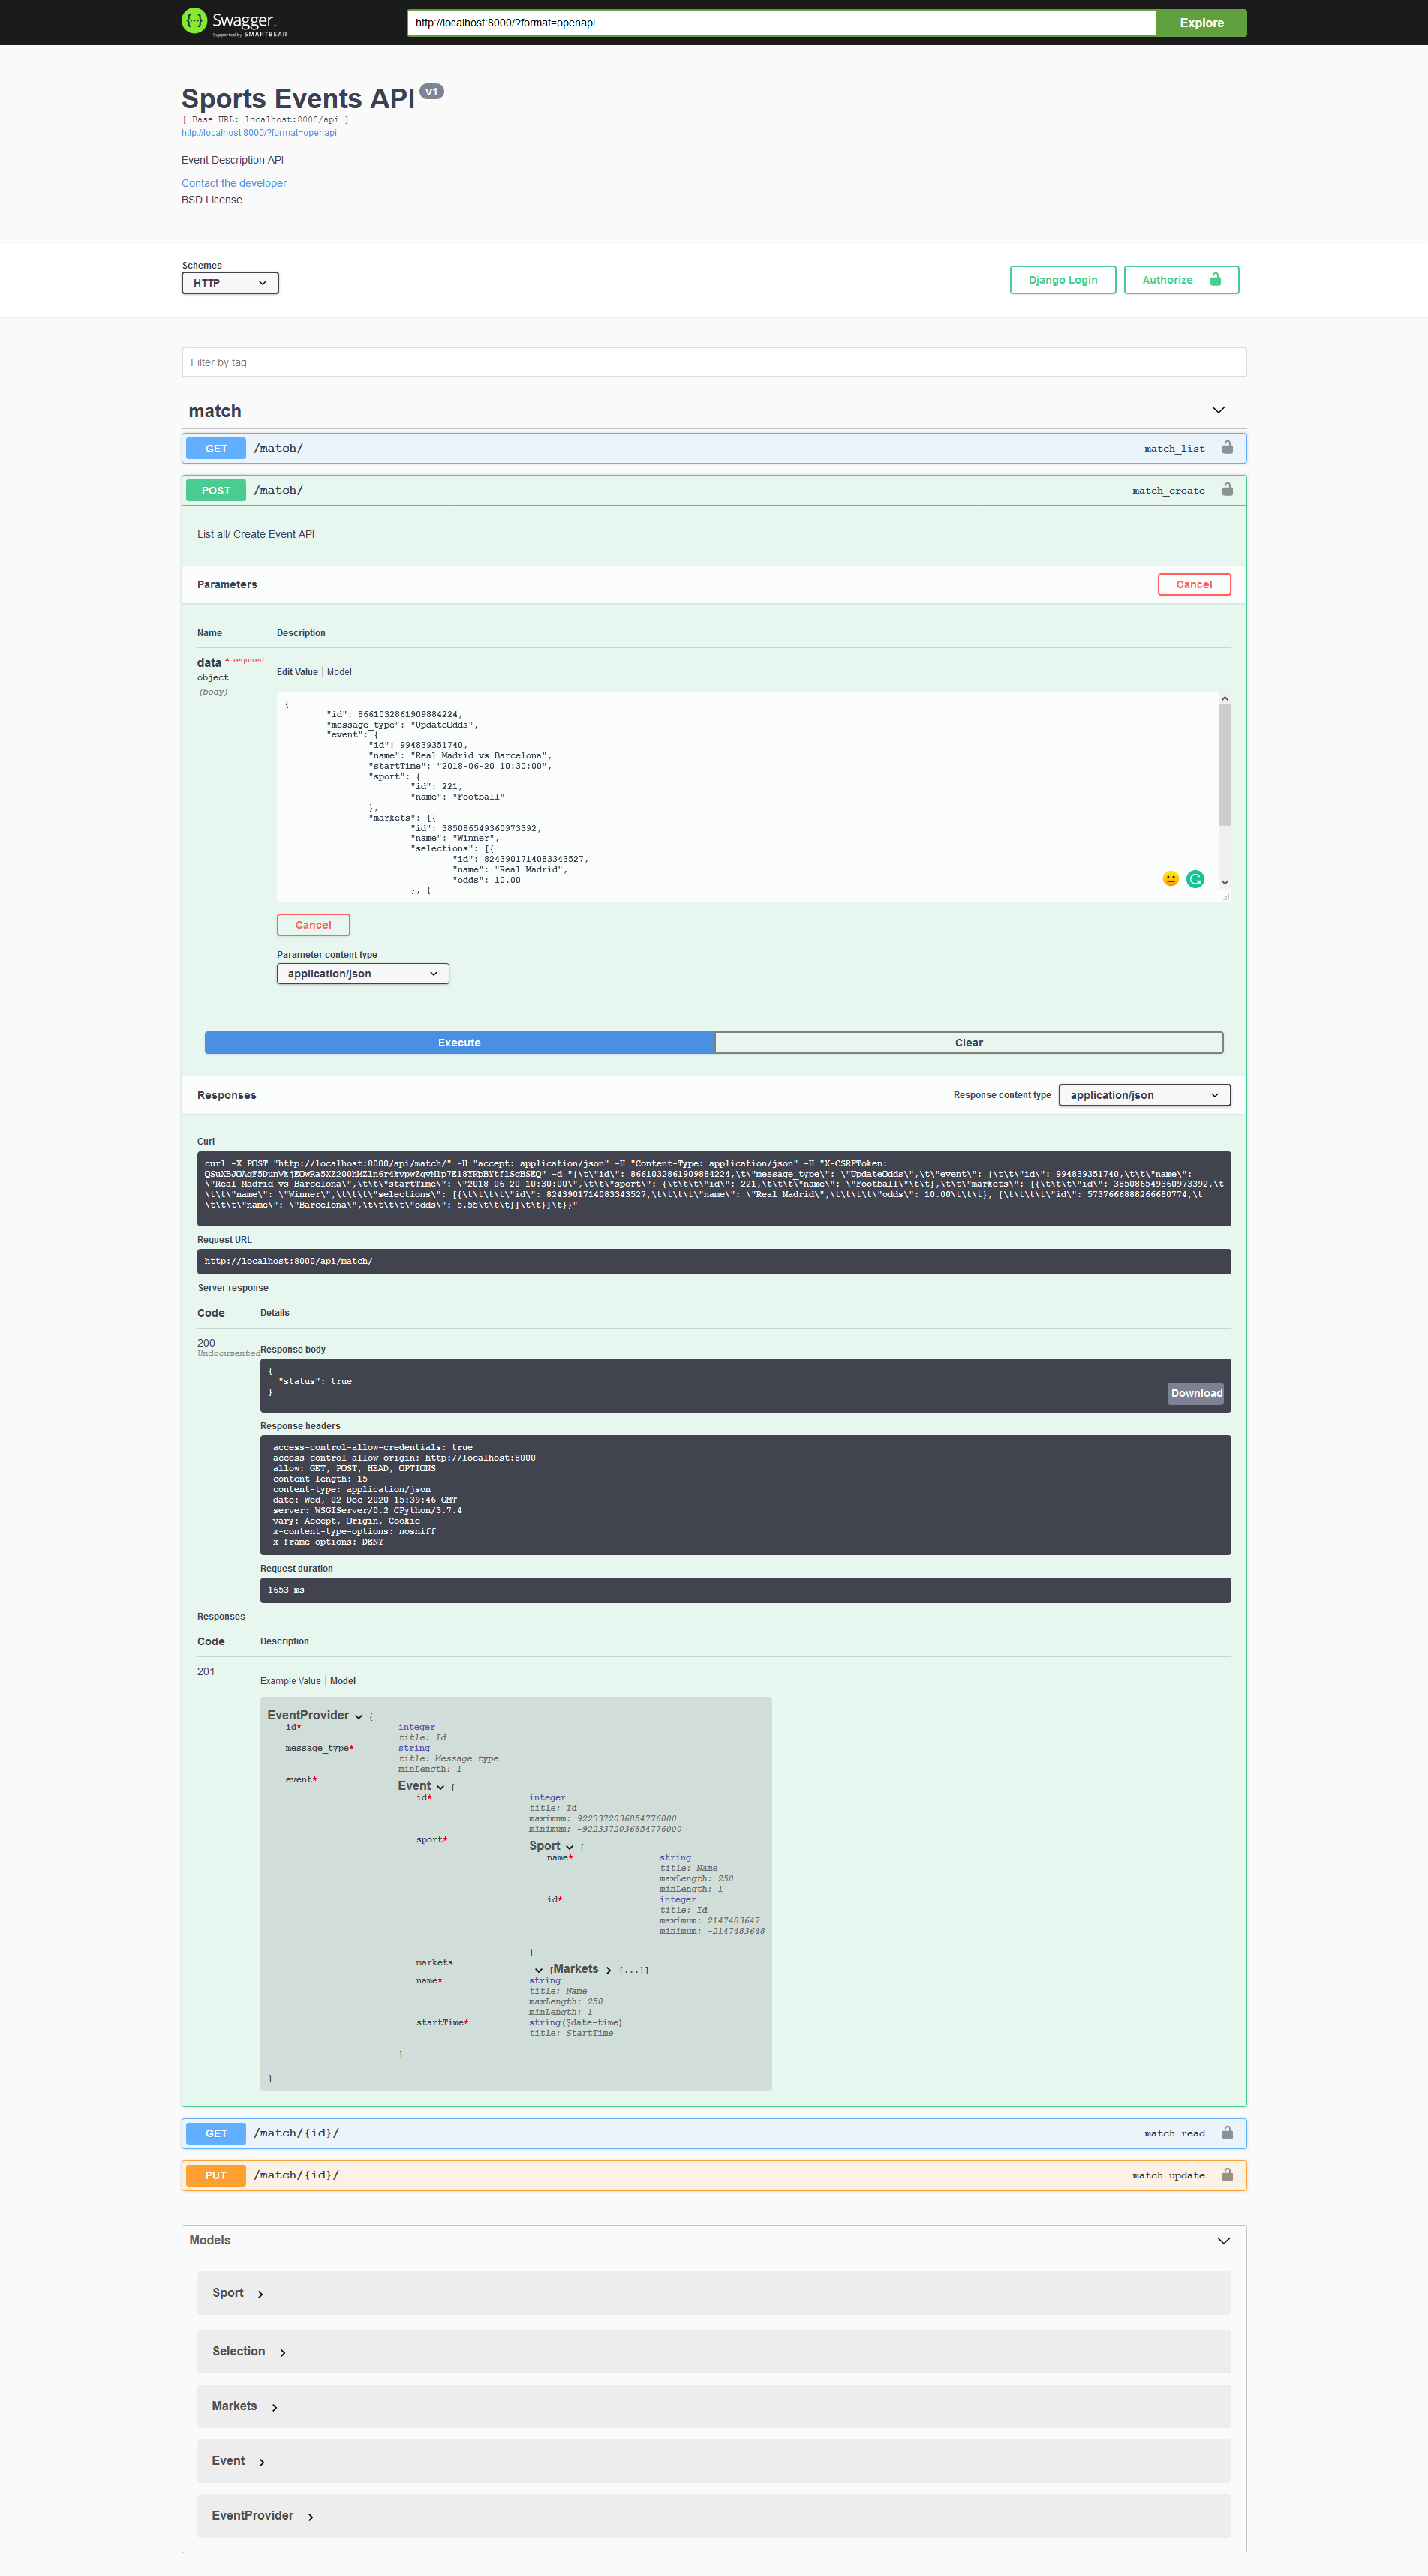 Swagger
Supported by SMARTBEAR
http://localhost:8000/?format=openapi
Explore
Sports Events API v1
[ Base URL: localhost:8000/api ]
http://localhost:8000/?format=openapi
Event Description API
Contact the developer
BSD License
Schemes
HTTP
Django Login
Authorize
Filter by tag
match
GET /match/ match_list
POST /match/ match_create
List all/ Create Event API
Parameters Cancel
Name Description
data * required
object
(body)
Edit Value Model
{
"id": 8661032861909884224,
"message_type": "UpdateOdds",
"event": {
"id": 994839351740,
"name": "Real Madrid vs Barcelona",
"startTime": "2018-06-20 10:30:00",
"sport": {
"id": 221,
"name": "Football"
},
"markets": [{
"id": 385086549360973392,
"name": "Winner",
"selections": [{
"id": 8243901714083343527,
"name": "Real Madrid",
"odds": 10.00
}, {
Cancel
Parameter content type
application/json
Execute Clear
Responses Response content type application/json
Curl
curl -X POST "http://localhost:8000/api/match/" -H "accept: application/json" -H "Content-Type: application/json" -H "X-CSRFToken:
-d "{\t\"id\": 8661032861909884224,\t\"message_type\": \"UpdateOdds\",\t\"event\": {\t\t\"id\": 994839351740,\t\t\"name\":
\"Real Madrid vs Barcelona\",\t\t\"startTime\": \"2018-06-20 10:30:00\",\t\t\"sport\": {\t\t\t\"id\": 221,\t\t\t\"name\": \"Football\"\t\t},\t\t\"markets\": [{\t\t\t\"id\": 385086549360973392,\t
\t\t\"name\": \"Winner\",\t\t\t\"selections\": [{\t\t\t\t\"id\": 8243901714083343527,\t\t\t\t\"name\": \"Real Madrid\",\t\t\t\t\"odds\": 10.00\t\t\t}, {\t\t\t\t\"id\": 5737666888266680774,\t
\t\t\t\"name\": \"Barcelona\",\t\t\t\t\"odds\": 5.55\t\t\t}]\t\t}]\t}}"
Request URL
http://localhost:8000/api/match/
Server response
Code Details
200
Undocumented
Response body
{
"status": true
}
Download
Response headers
access-control-allow-credentials: true
access-control-allow-origin: http://localhost:8000
allow: GET, POST, HEAD, OPTIONS
content-length: 15
content-type: application/json
date: Wed, 02 Dec 2020 15:39:46 GMT
server: WSGIServer/0.2 CPython/3.7.4
vary: Accept, Origin, Cookie
x-content-type-options: nosniff
x-frame-options: DENY
Request duration
1653 ms
Responses
Code Description
201
Example Value Model
EventProvider {
id* integer
title: Id
message_type* string
title: Message type
minLength: 1
event* Event {
id* integer
title: Id
maximum: 9223372036854776000
minimum: -9223372036854776000
sport* Sport {
name* string
title: Name
maxLength: 250
minLength: 1
id* integer
title: Id
maximum: 2147483647
minimum: -2147483648
}
markets [Markets {...}]
name* string
title: Name
maxLength: 250
minLength: 1
startTime* string($date-time)
title: StartTime
}
}
GET /match/{id}/ match_read
PUT /match/{id}/ match_update
Models
Sport
Selection
Markets
Event
EventProvider